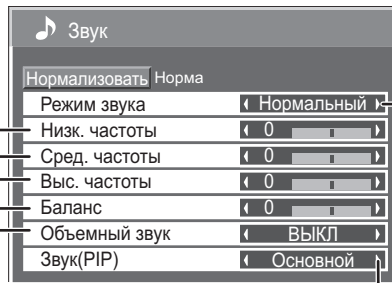 Звук
Нормализовать Норма
Режим звука Нормальный
Низк. частоты 0
Сред. частоты 0
Выс. частоты 0
Баланс 0
Объемный звук ВЫКЛ
Звук(PIP) Основной